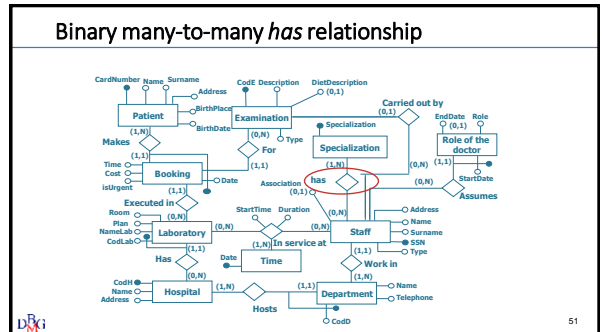 Binary many-to-many has relationship
CardNumber Name Surname
Address
CodE Description
DietDescription
(0,1)
Carried out by
(0,1)
EndDate Role
(0,1)
Patient
BirthPlace
BirthDate
Examination
Type
Specialization
Specialization
Role of the
doctor
(1,N)
Makes
(1,1)
(0,N)
For
(1,1)
(1,N)
(0,N)
(1,1)
StartDate
Time
Cost
isUrgent
Booking
Date
has
Association
(0,1)
(0,N)
Assumes
(1,1)
Executed in
(0,N)
Room
Plan
NameLab
CodLab
Laboratory
(0,N)
StartTime Duration
(1,N)
In service at
(0,N)
(0,N)
Staff
Address
Name
Surname
SSN
Type
(1,1)
Has
(0,N)
Date
Time
(1,1)
Work in
(1,N)
CodH
Name
Address
Hospital
(1,N)
Hosts
(1,1)
Department
Name
Telephone
CodD
DBMG
51